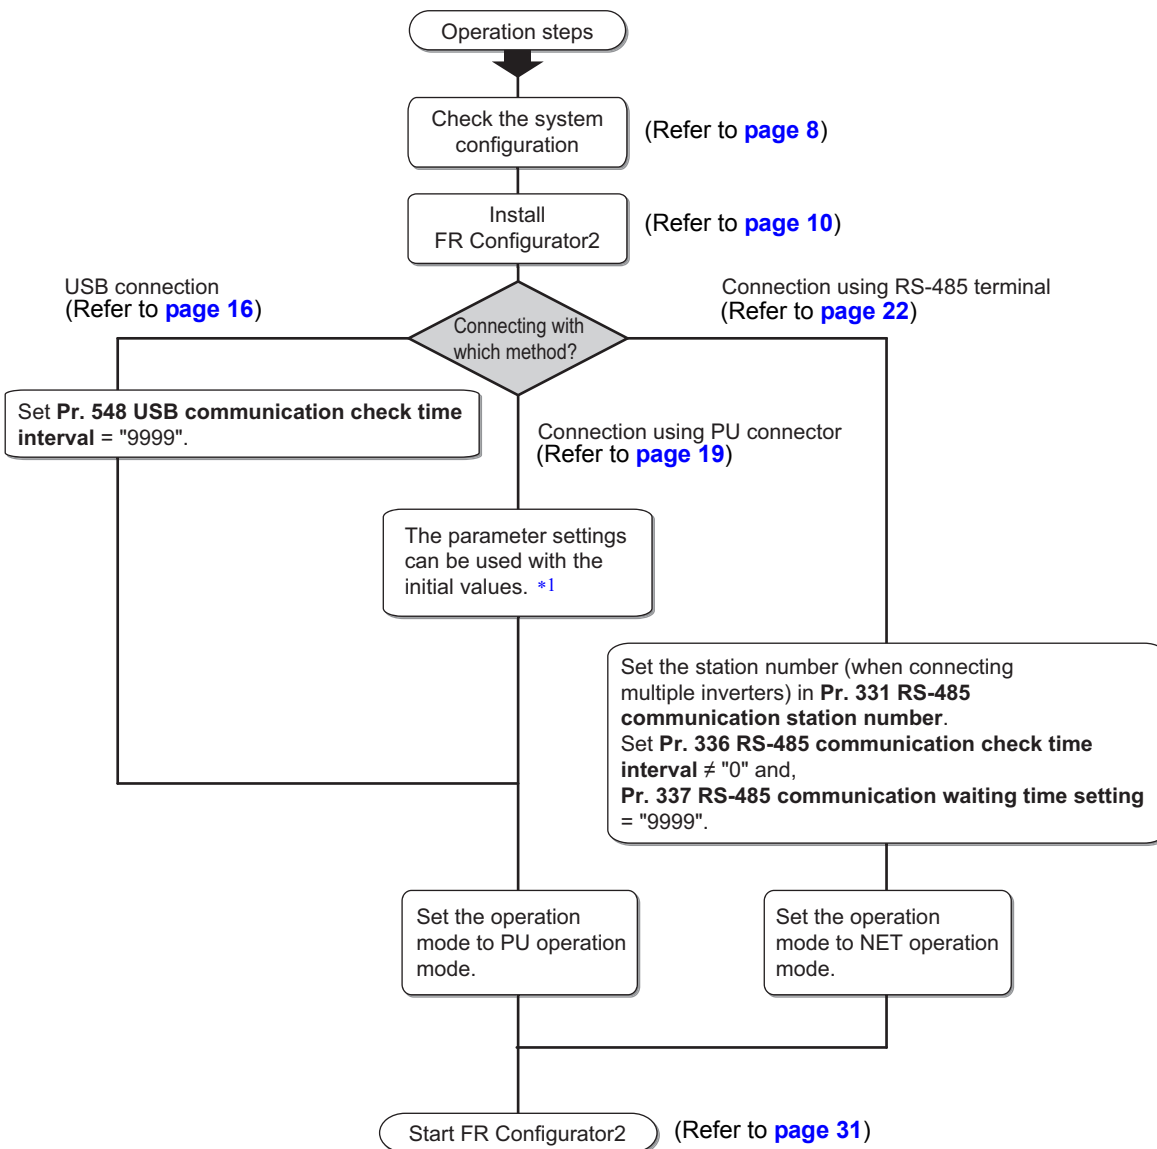 Operation steps
Check the system
configuration
(Refer to page 8)
Install
FR Configurator2
(Refer to page 10)
USB connection
(Refer to page 16)
Connecting with
which method?
Connection using RS-485 terminal
(Refer to page 22)
Set Pr. 548 USB communication check time
interval = "9999".
Connection using PU connector
(Refer to page 19)
The parameter settings
can be used with the
initial values. *1
Set the station number (when connecting
multiple inverters) in Pr. 331 RS-485
communication station number.
Set Pr. 336 RS-485 communication check time
interval ≠ "0" and,
Pr. 337 RS-485 communication waiting time setting
= "9999".
Set the operation
mode to PU operation
mode.
Set the operation
mode to NET operation
mode.
Start FR Configurator2
(Refer to page 31)